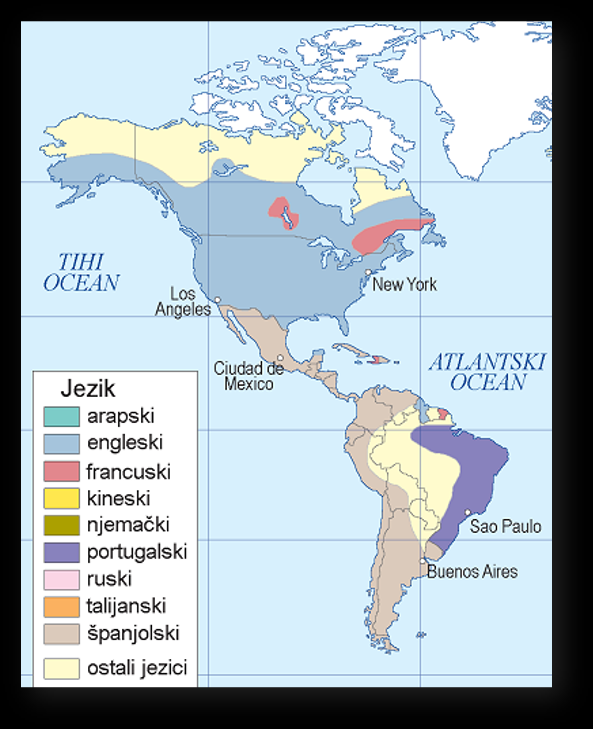 TIHI
OCEAN
New York
Los
Angeles
Ciudad de
Mexico
ATLANTSKI
OCEAN
Sao Paulo
Buenos Aires
Jezik
arapski
engleski
francuski
kineski
njemački
portugalski
ruski
talijanski
španjolski
ostali jezici